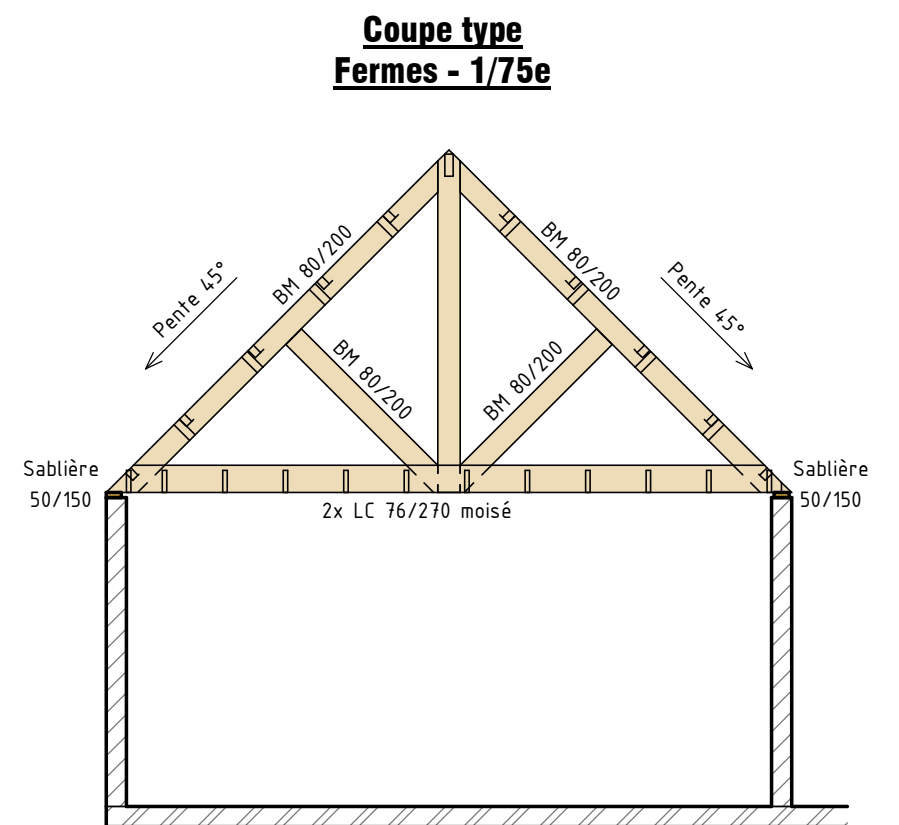 Coupe type
Fermes - 1/75e
BM 80/200
BM 80/200
Pente 45°
Pente 45°
BM 80/200
BM 80/200
Sablière
50/150
Sablière
50/150
2x LC 76/270 moisé